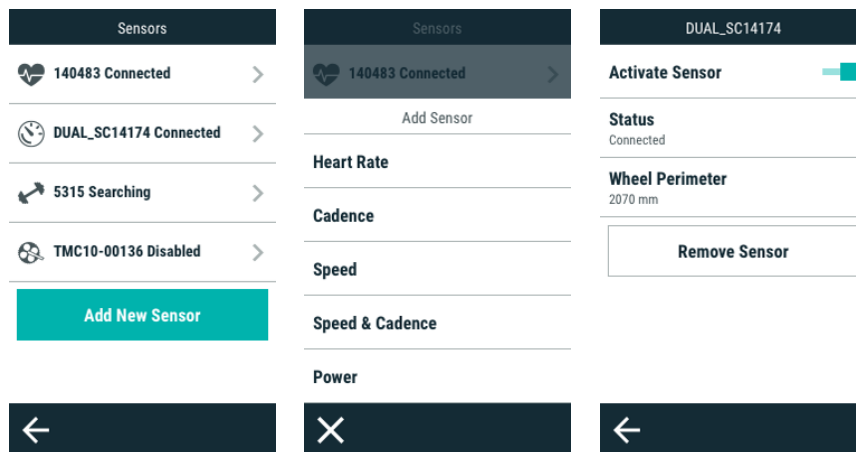 Sensors
140483 Connected
DUAL_SC14174 Connected
5315 Searching
TMC10-00136 Disabled
Add New Sensor
Sensors
140483 Connected
Add Sensor
Heart Rate
Cadence
Speed
Speed & Cadence
Power
DUAL_SC14174
Activate Sensor
Status
Connected
Wheel Perimeter
2070 mm
Remove Sensor